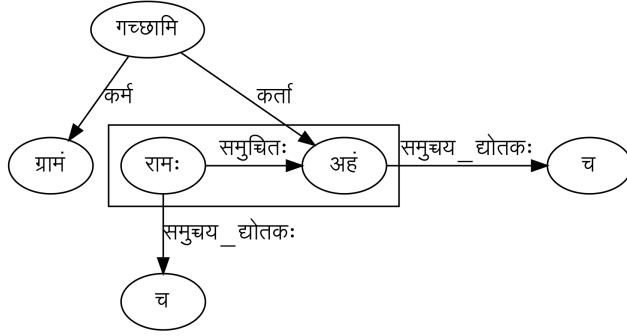 गच्छामि
कर्म
कर्ता
ग्रामं
रामः
समुच्चितः
अहं
समुच्चय_द्योतकः
च
समुच्चय_द्योतकः
च